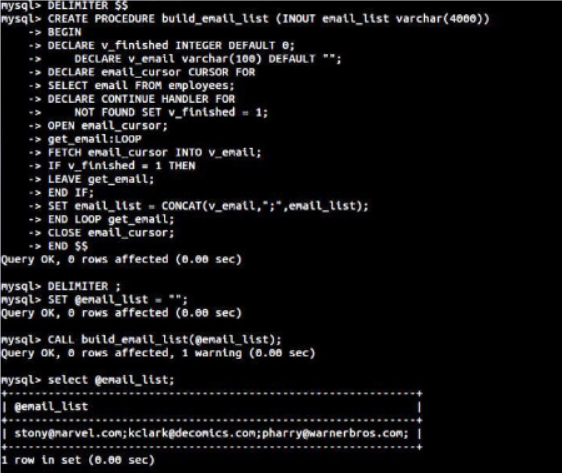 mysql> DELIMITER $$
mysql> CREATE PROCEDURE build_email_list (INOUT email_list varchar(4000))
    -> BEGIN
    -> DECLARE v_finished INTEGER DEFAULT 0;
    ->     DECLARE v_email varchar(100) DEFAULT "";
    -> DECLARE email_cursor CURSOR FOR
    -> SELECT email FROM employees;
    -> DECLARE CONTINUE HANDLER FOR
    ->     NOT FOUND SET v_finished = 1;
    -> OPEN email_cursor;
    -> get_email:LOOP
    -> FETCH email_cursor INTO v_email;
    -> IF v_finished = 1 THEN
    -> LEAVE get_email;
    -> END IF;
    -> SET email_list = CONCAT(v_email,";",email_list);
    -> END LOOP get_email;
    -> CLOSE email_cursor;
    -> END $$
Query OK, 0 rows affected (0.00 sec)
mysql> DELIMITER ;
mysql> SET @email_list = "";
Query OK, 0 rows affected (0.00 sec)
mysql> CALL build_email_list(@email_list);
Query OK, 0 rows affected, 1 warning (0.00 sec)
mysql> select @email_list;
| @email_list |
| stony@marvel.com;kclark@decomics.com;pharry@warnerbros.com; |
1 row in set (0.00 sec)